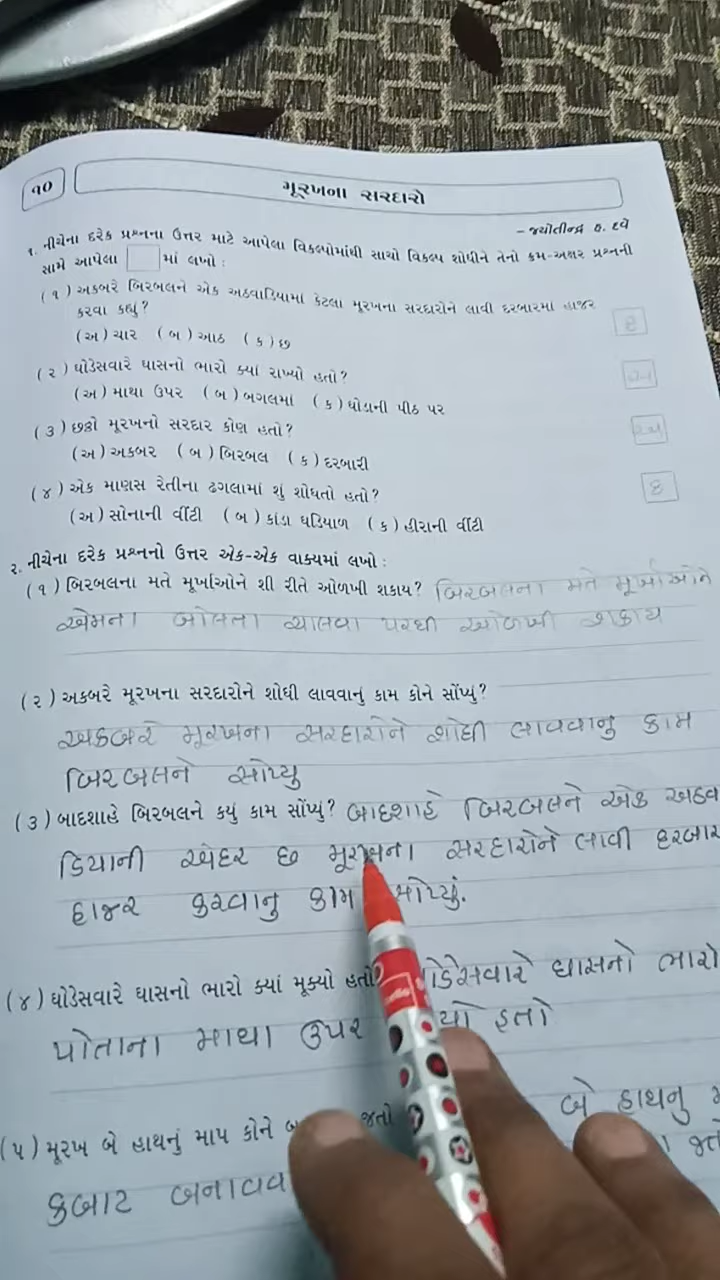 ૧૦
મૂરખના સરદારો
- જ્યોતીન્દ્ર હ. દવે
૧. નીચેના દરેક પ્રશ્નના ઉત્તર માટે આપેલા વિકલ્પોમાંથી સાચો વિકલ્પ શોધીને તેનો ક્રમ-અક્ષર પ્રશ્નની
સામે આપેલા માં લખો :
(૧) અકબરે બિરબલને એક અઠવાડિયામાં કેટલા મૂરખના સરદારોને લાવી દરબારમાં હાજર
કરવા કહ્યું?
(અ) ચાર (બ) આઠ (ક) છ
ક
(૨) ઘોડેસવારે ઘાસનો ભારો ક્યાં રાખ્યો હતો?
(અ) માથા ઉપર (બ) બગલમાં (ક) ઘોડાની પીઠ પર
અ
(૩) છઠ્ઠો મૂરખનો સરદાર કોણ હતો?
(અ) અકબર (બ) બિરબલ (ક) દરબારી
અ
(૪) એક માણસ રેતીના ઢગલામાં શું શોધતો હતો?
(અ) સોનાની વીંટી (બ) કાંડા ઘડિયાળ (ક) હીરાની વીંટી
ક
૨. નીચેના દરેક પ્રશ્નનો ઉત્તર એક-એક વાક્યમાં લખો :
(૧) બિરબલના મતે મૂર્ખાઓને શી રીતે ઓળખી શકાય? બિરબલના મતે મૂર્ખાઓને
એમના બોલતા ચાલવા પરથી ઓળખી શકાય
(૨) અકબરે મૂરખના સરદારોને શોધી લાવવાનું કામ કોને સોંપ્યું?
અકબરે મૂરખના સરદારોને શોધી લાવવાનુ કામ
બિરબલને સોપ્યુ
(૩) બાદશાહે બિરબલને કયું કામ સોંપ્યું? બાદશાહે બિરબલને એક અઠવ
ડિયાની અંદર છ મૂરખના સરદારોને લાવી દરબાર
હાજર કરવાનુ કામ સોપ્યું.
(૪) ઘોડેસવારે ઘાસનો ભારો ક્યાં મૂક્યો હતો? ઘોડેસવારે ઘાસનો ભારો
પોતાના માથા ઉપર હતો
(૫) મૂરખ બે હાથનું માપ કોને જતો બે હાથનુ
કબાટ બનાવવ